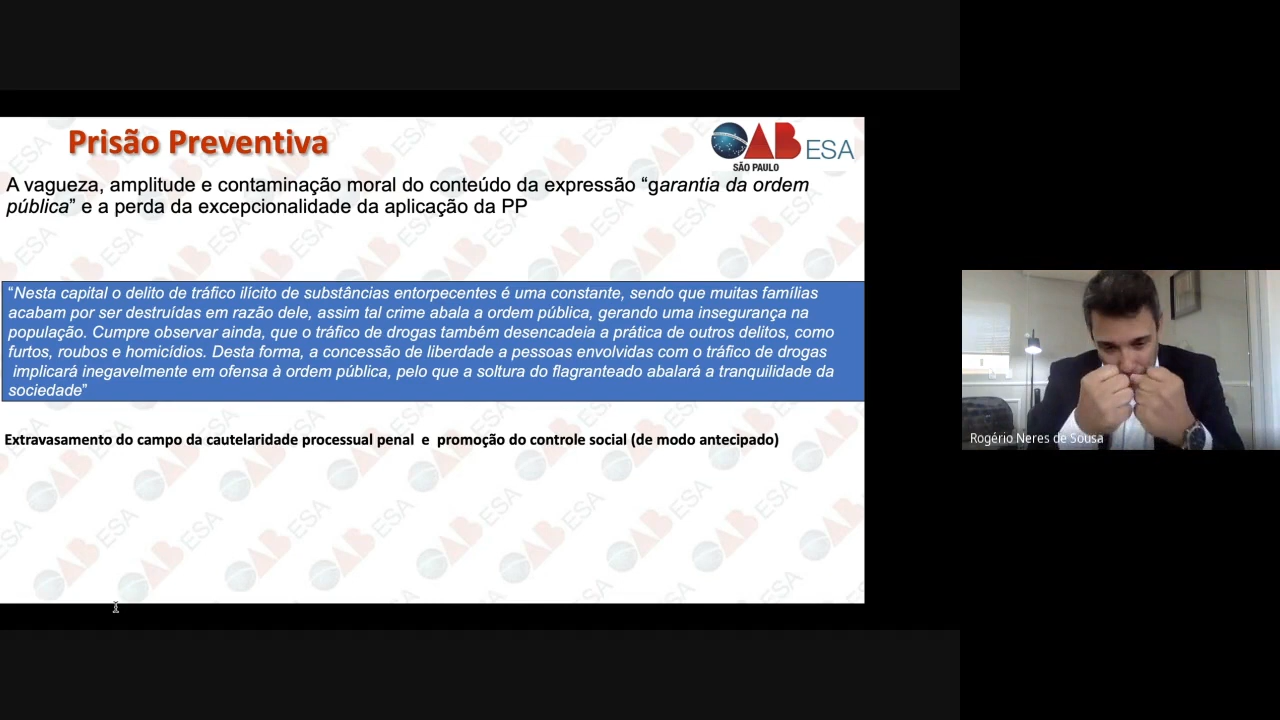 Prisão Preventiva
OAB ESA
SÃO PAULO
A vagueza, amplitude e contaminação moral do conteúdo da expressão “garantia da ordem
pública” e a perda da excepcionalidade da aplicação da PP
“Nesta capital o delito de tráfico ilícito de substâncias entorpecentes é uma constante, sendo que muitas famílias
acabam por ser destruídas em razão dele, assim tal crime abala a ordem pública, gerando uma insegurança na
população. Cumpre observar ainda, que o tráfico de drogas também desencadeia a prática de outros delitos, como
furtos, roubos e homicídios. Desta forma, a concessão de liberdade a pessoas envolvidas com o tráfico de drogas
implicará inegavelmente em ofensa à ordem pública, pelo que a soltura do flagranteado abalará a tranquilidade da
sociedade”
Extravasamento do campo da cautelaridade processual penal e promoção do controle social (de modo antecipado)
Rogério Neres de Sousa